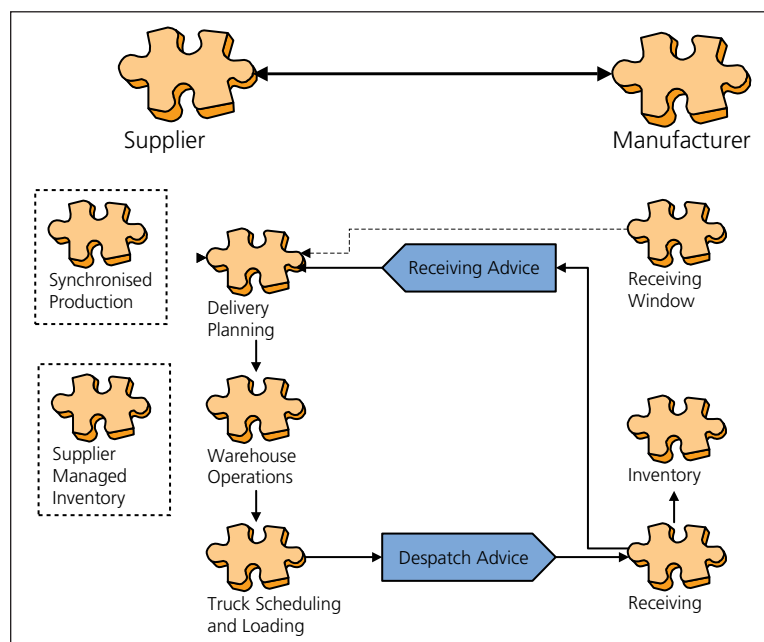 Supplier
Manufacturer
Synchronised
Production
Delivery
Planning
Receiving Advice
Receiving
Window
Supplier
Managed
Inventory
Warehouse
Operations
Inventory
Truck Scheduling
and Loading
Despatch Advice
Receiving